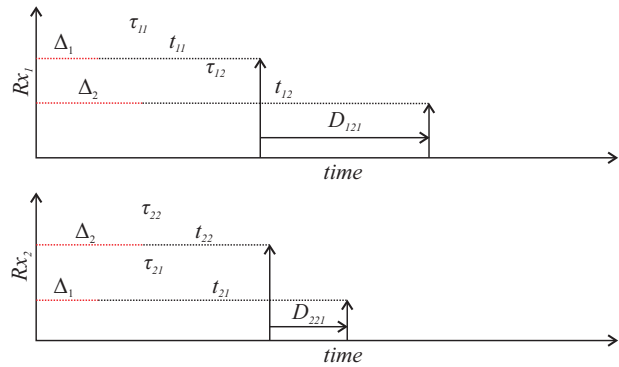 τ₁₁
Δ₁ t₁₁
τ₁₂
Δ₂ t₁₂
Rx₁
D₁₂₁
time
τ₂₂
Δ₂ t₂₂
τ₂₁
Rx₂
Δ₁ t₂₁
D₂₂₁
time